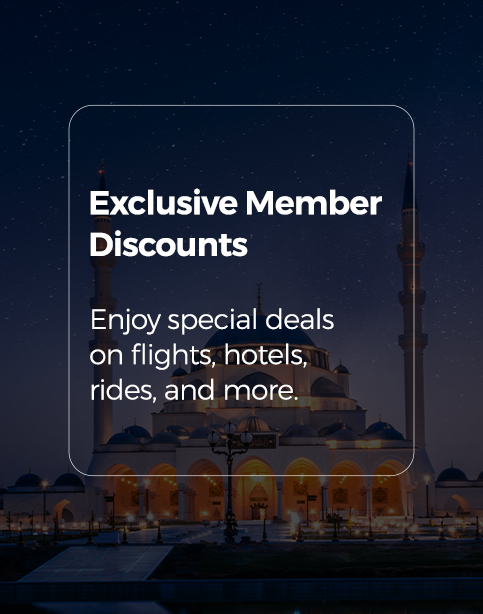 Exclusive Member
Discounts
Enjoy special deals
on flights, hotels,
rides, and more.